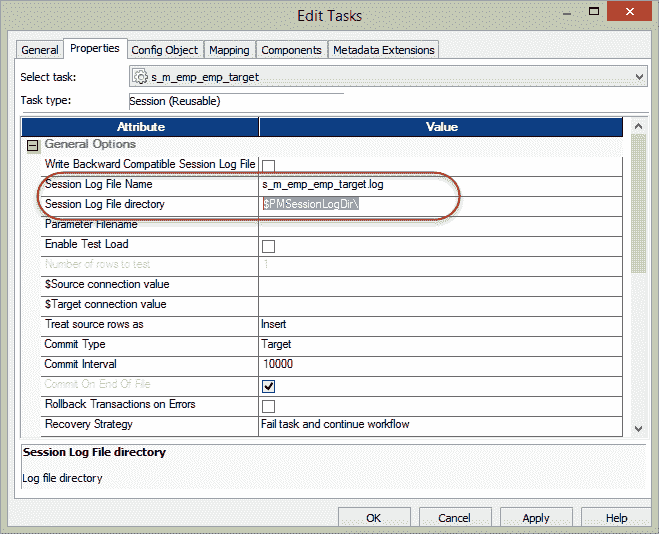 Edit Tasks
General Properties Config Object Mapping Components Metadata Extensions
Select task: s_m_emp_emp_target
Task type: Session (Reusable)
Attribute Value
General Options
Write Backward Compatible Session Log File
Session Log File Name s_m_emp_emp_target.log
Session Log File directory $PMSessionLogDir\
Parameter Filename
Enable Test Load
Number of rows to test 1
$Source connection value
$Target connection value
Treat source rows as Insert
Commit Type Target
Commit Interval 10000
Commit On End Of File
Rollback Transactions on Errors
Recovery Strategy Fail task and continue workflow
Session Log File directory
Log file directory
OK Cancel Apply Help